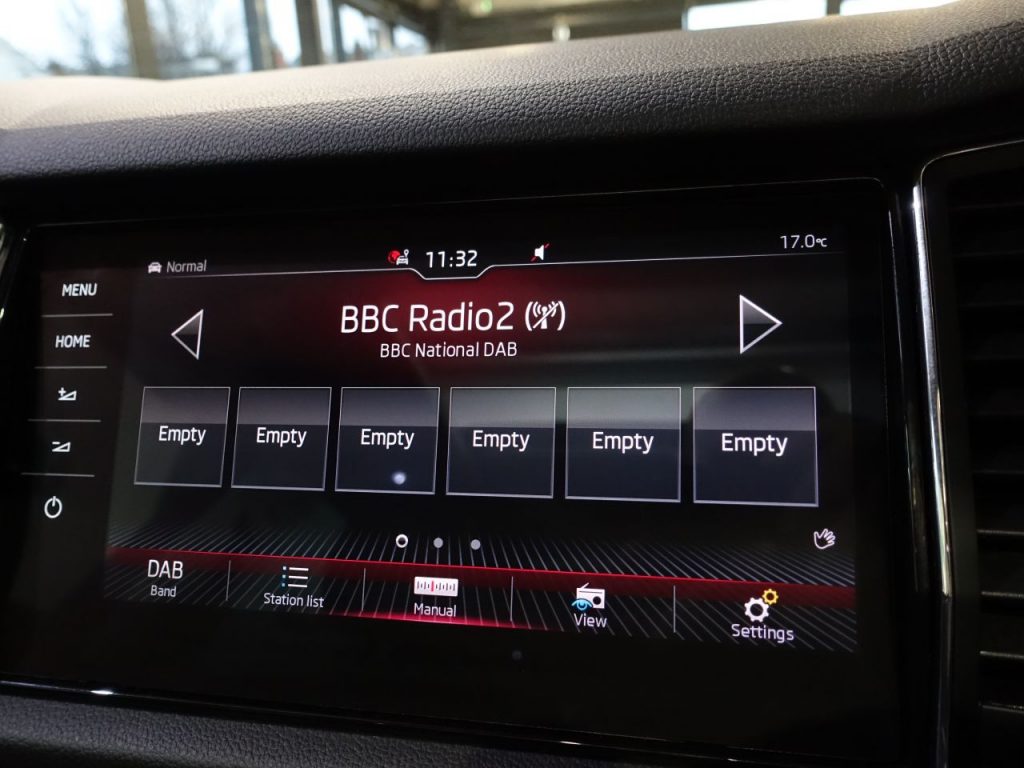 Normal
11:32
17.0°C
MENU
HOME
BBC Radio2
BBC National DAB
Empty Empty Empty Empty Empty Empty
DAB
Band
Station list
Manual
View
Settings